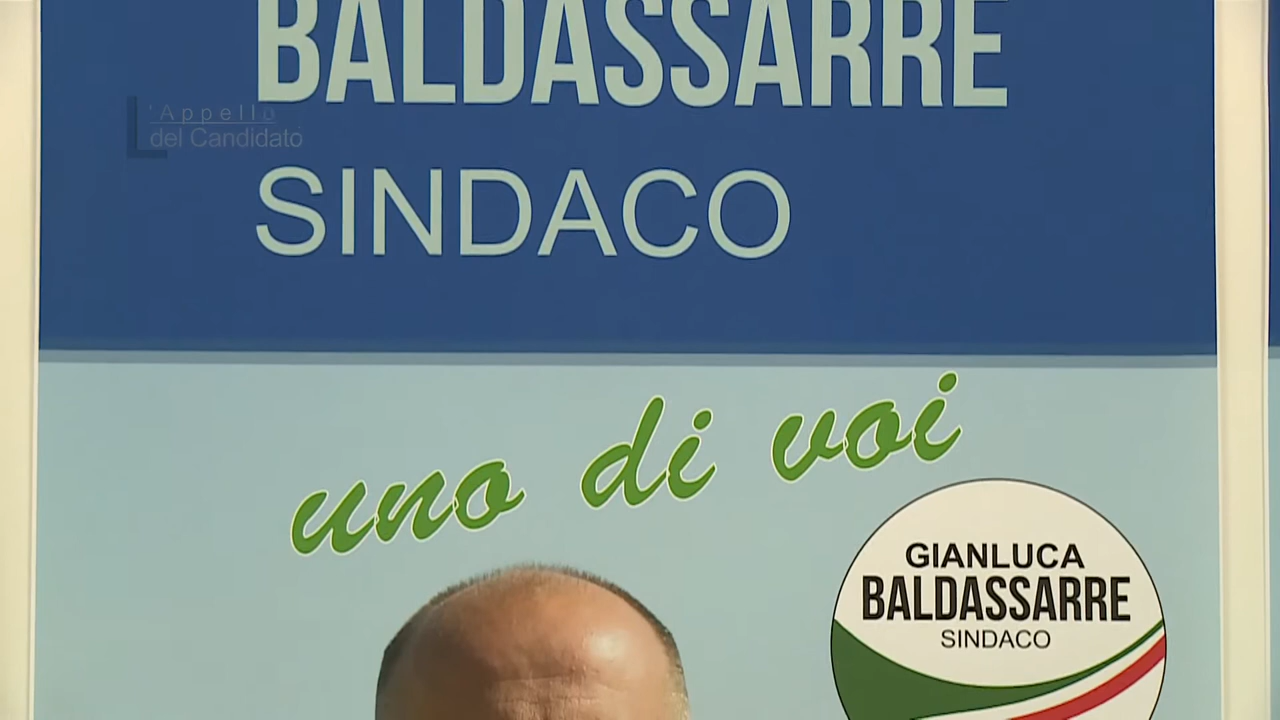 BALDASSARRE
'Appello
del Candidato
SINDACO
uno di voi
GIANLUCA
BALDASSARRE
SINDACO